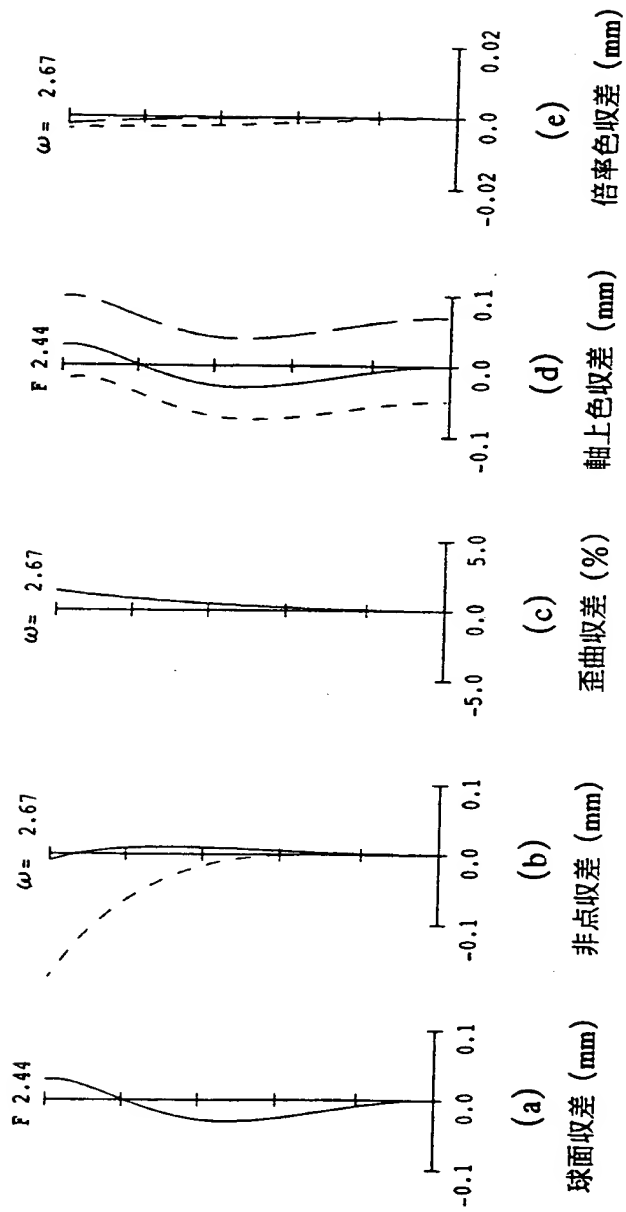 F 2.44
-0.1 0.0 0.1
(a)
球面収差 (mm)
ω= 2.67
-0.1 0.0 0.1
(b)
非点収差 (mm)
ω= 2.67
-5.0 0.0 5.0
(c)
歪曲収差 (%)
F 2.44
-0.1 0.0 0.1
(d)
軸上色収差 (mm)
ω= 2.67
-0.02 0.0 0.02
(e)
倍率色収差 (mm)